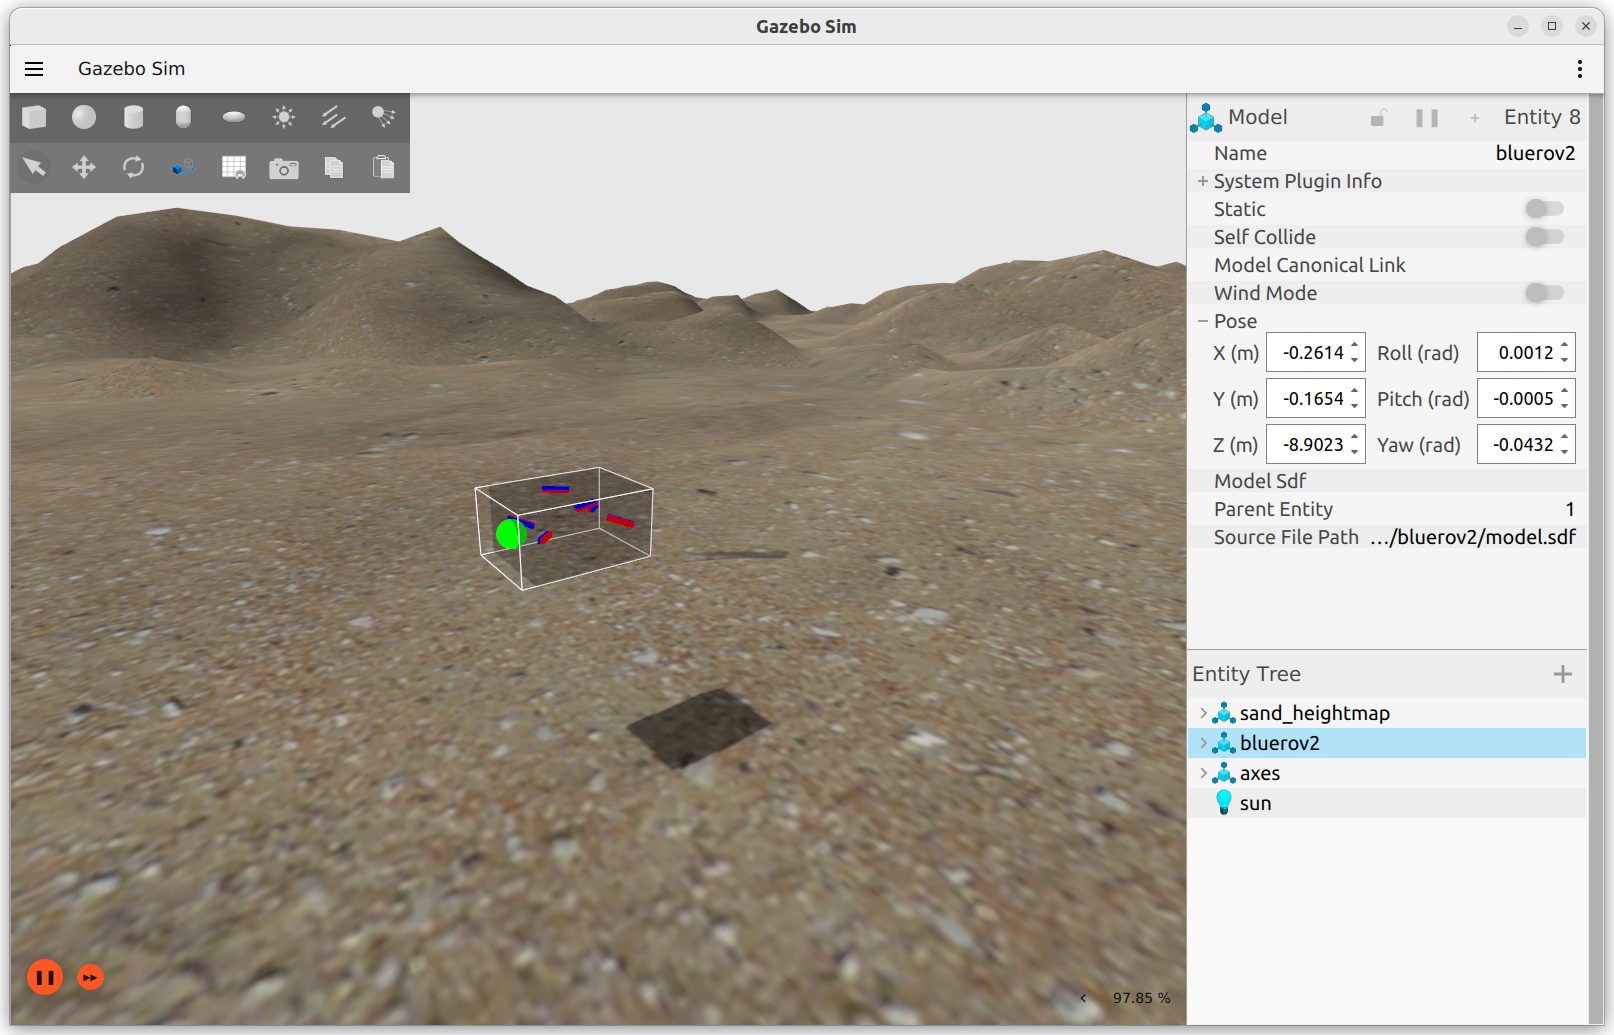 Gazebo Sim
Gazebo Sim
Model Entity 8
Name bluerov2
System Plugin Info
Static
Self Collide
Model Canonical Link
Wind Mode
Pose
X (m) -0.2614 Roll (rad) 0.0012
Y (m) -0.1654 Pitch (rad) -0.0005
Z (m) -8.9023 Yaw (rad) -0.0432
Model Sdf
Parent Entity 1
Source File Path .../bluerov2/model.sdf
Entity Tree
sand_heightmap
bluerov2
axes
sun
97.85 %